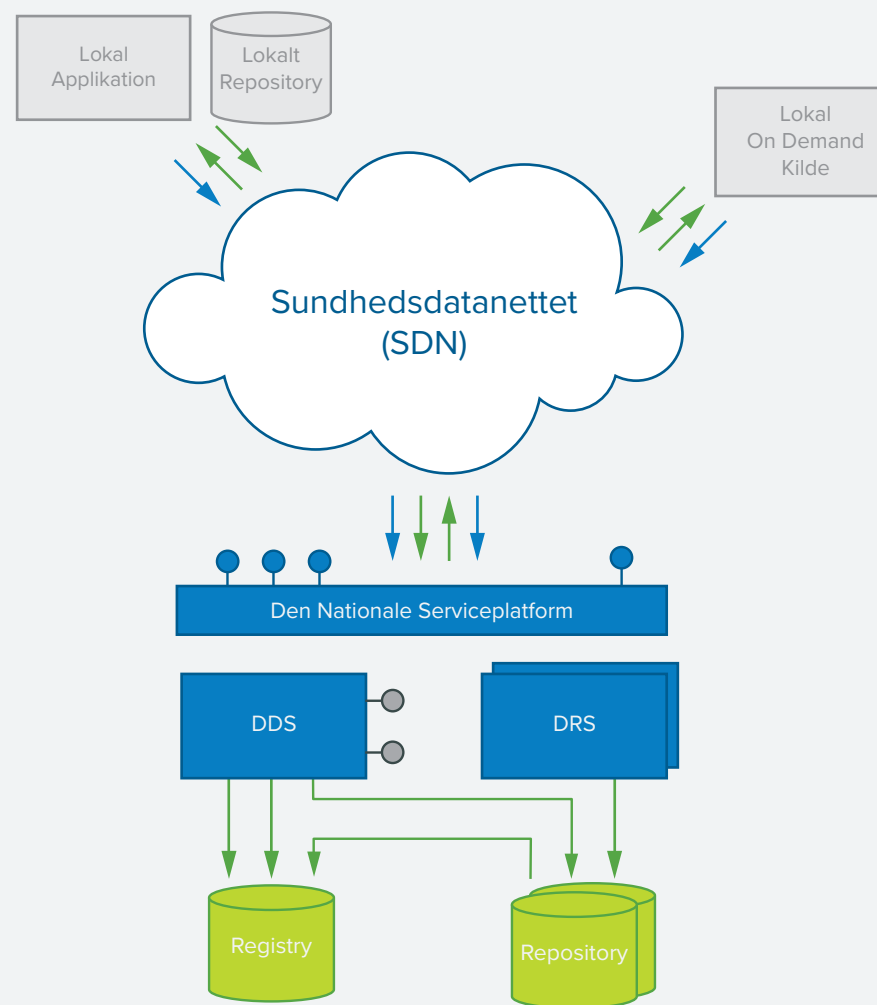 Lokal
Applikation
Lokalt
Repository
Lokal
On Demand
Kilde
Sundhedsdatanettet
(SDN)
Den Nationale Serviceplatform
DDS
DRS
Registry
Repository